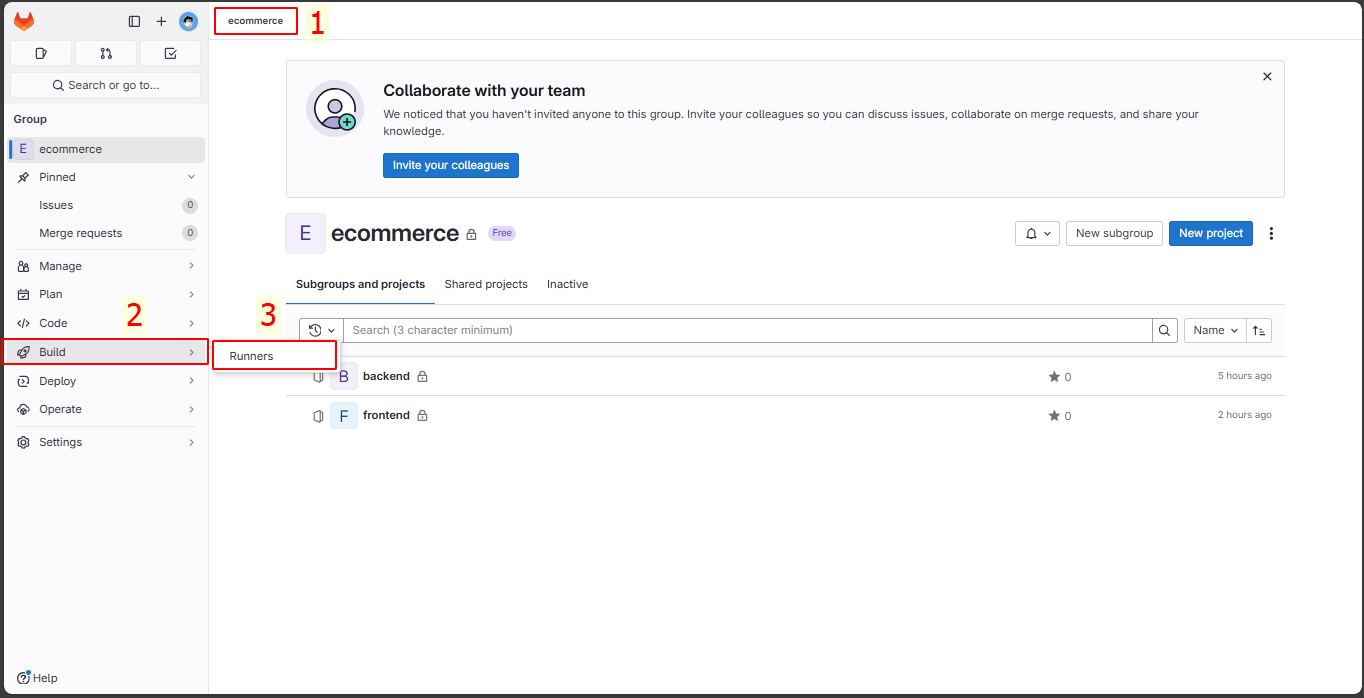 ecommerce
1
Search or go to...
Group
E ecommerce
Pinned
Issues 0
Merge requests 0
Manage
Plan
2
Code
Build
Deploy
Operate
Settings
Help
Collaborate with your team
We noticed that you haven't invited anyone to this group. Invite your colleagues so you can discuss issues, collaborate on merge requests, and share your
knowledge.
Invite your colleagues
E ecommerce Free
New subgroup New project
Subgroups and projects Shared projects Inactive
3
Search (3 character minimum) Name
Runners
B backend 0 5 hours ago
F frontend 0 2 hours ago